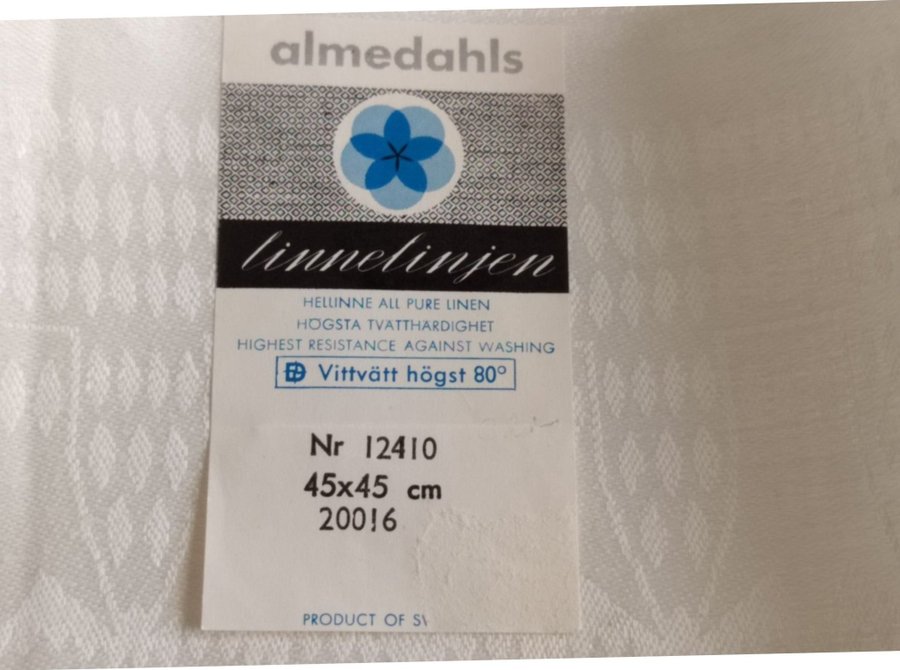 almedahls
linnelinjen
HELLINNE ALL PURE LINEN
HÖGSTA TVÄTTHÄRDIGHET
HIGHEST RESISTANCE AGAINST WASHING
Vittvätt högst 80°
Nr 12410
45x45 cm
20016
PRODUCT OF